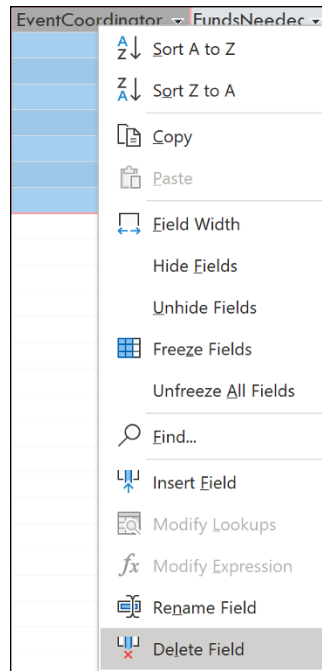 EventCoordinator FundsNeedec
Sort A to Z
Sort Z to A
Copy
Paste
Field Width
Hide Fields
Unhide Fields
Freeze Fields
Unfreeze All Fields
Find...
Insert Field
Modify Lookups
fx Modify Expression
Rename Field
Delete Field